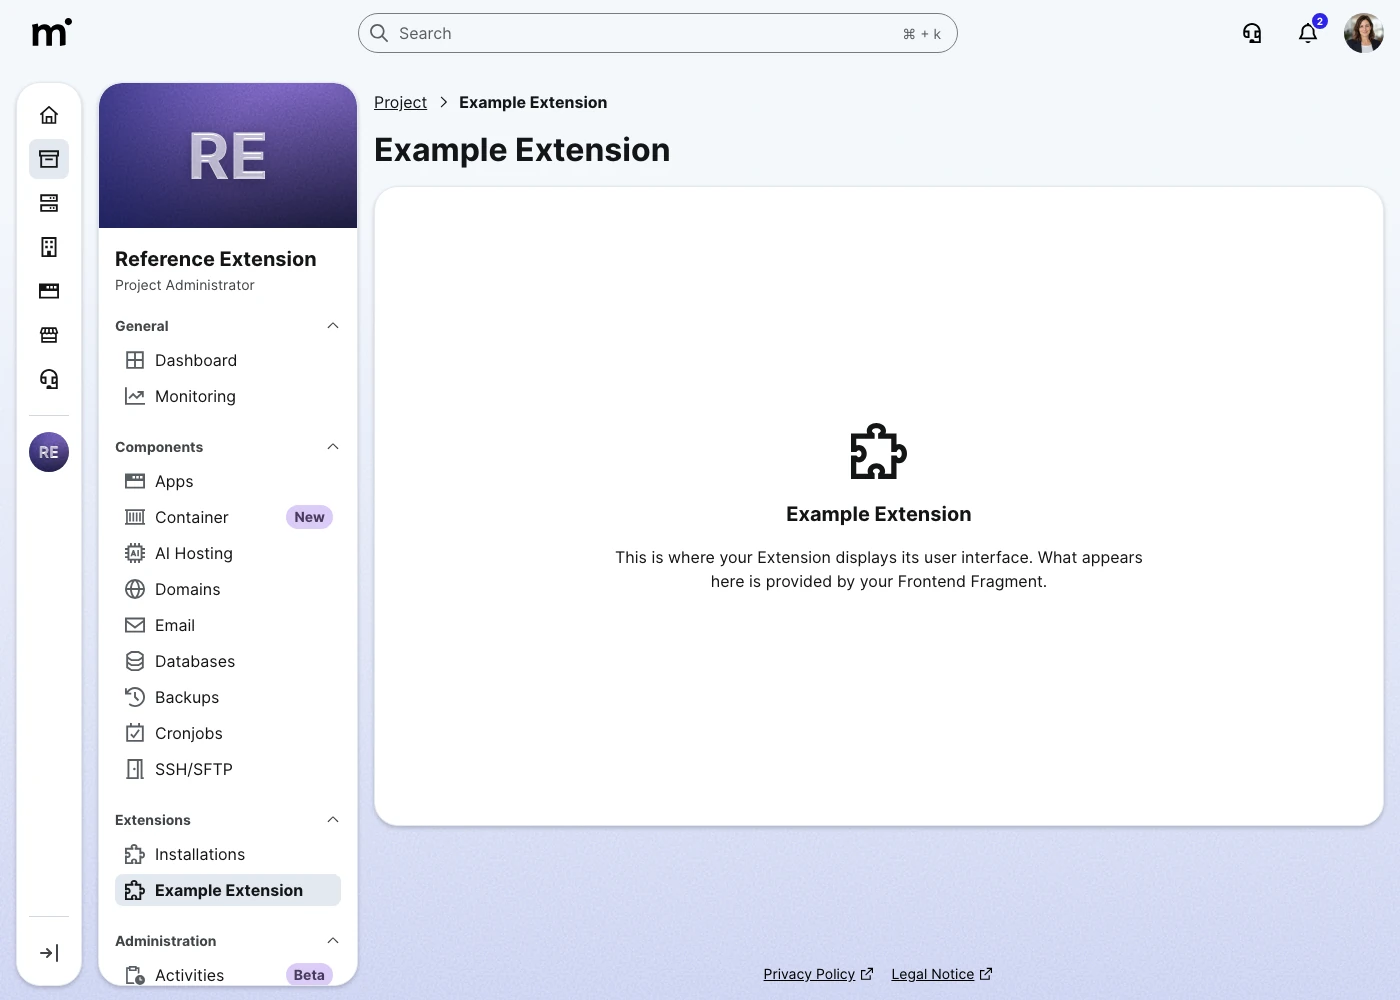 m
Search
⌘ + k
2
RE
RE
Reference Extension
Project Administrator
General
Dashboard
Monitoring
Components
Apps
Container New
AI Hosting
Domains
Email
Databases
Backups
Cronjobs
SSH/SFTP
Extensions
Installations
Example Extension
Administration
Activities Beta
Project > Example Extension
Example Extension
Example Extension
This is where your Extension displays its user interface. What appears
here is provided by your Frontend Fragment.
Privacy Policy Legal Notice